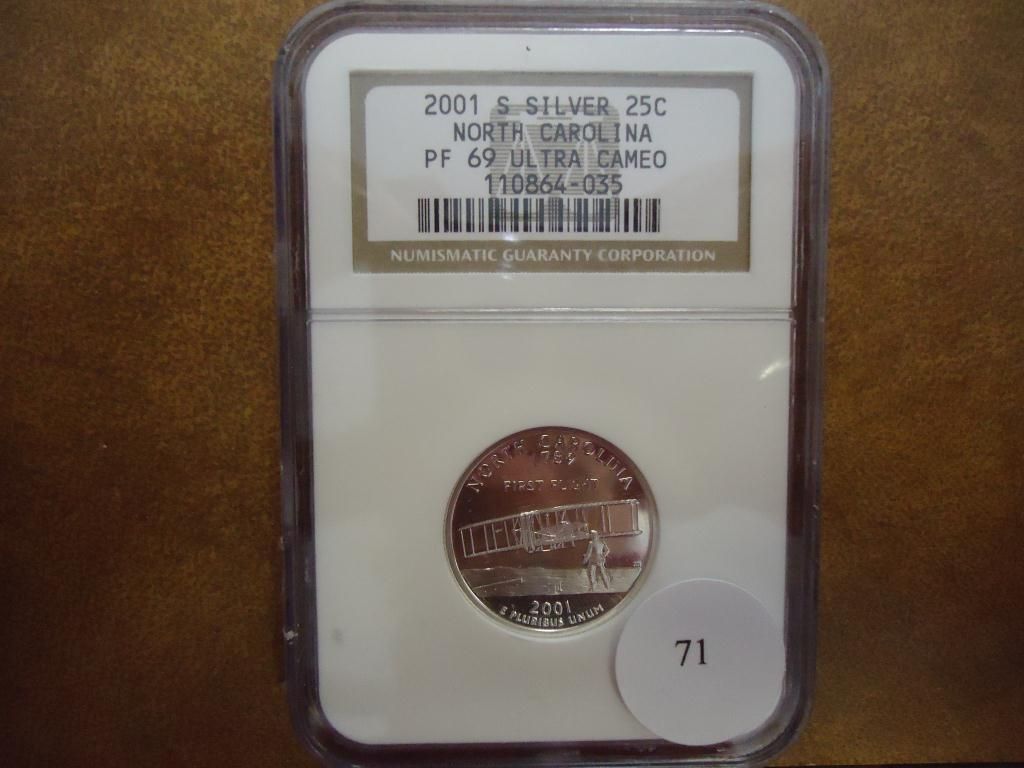 2001 S SILVER 25C
NORTH CAROLINA
PF 69 ULTRA CAMEO
110864-035
NUMISMATIC GUARANTY CORPORATION
NORTH CAROLINA
1789
FIRST FLIGHT
2001
E PLURIBUS UNUM
71